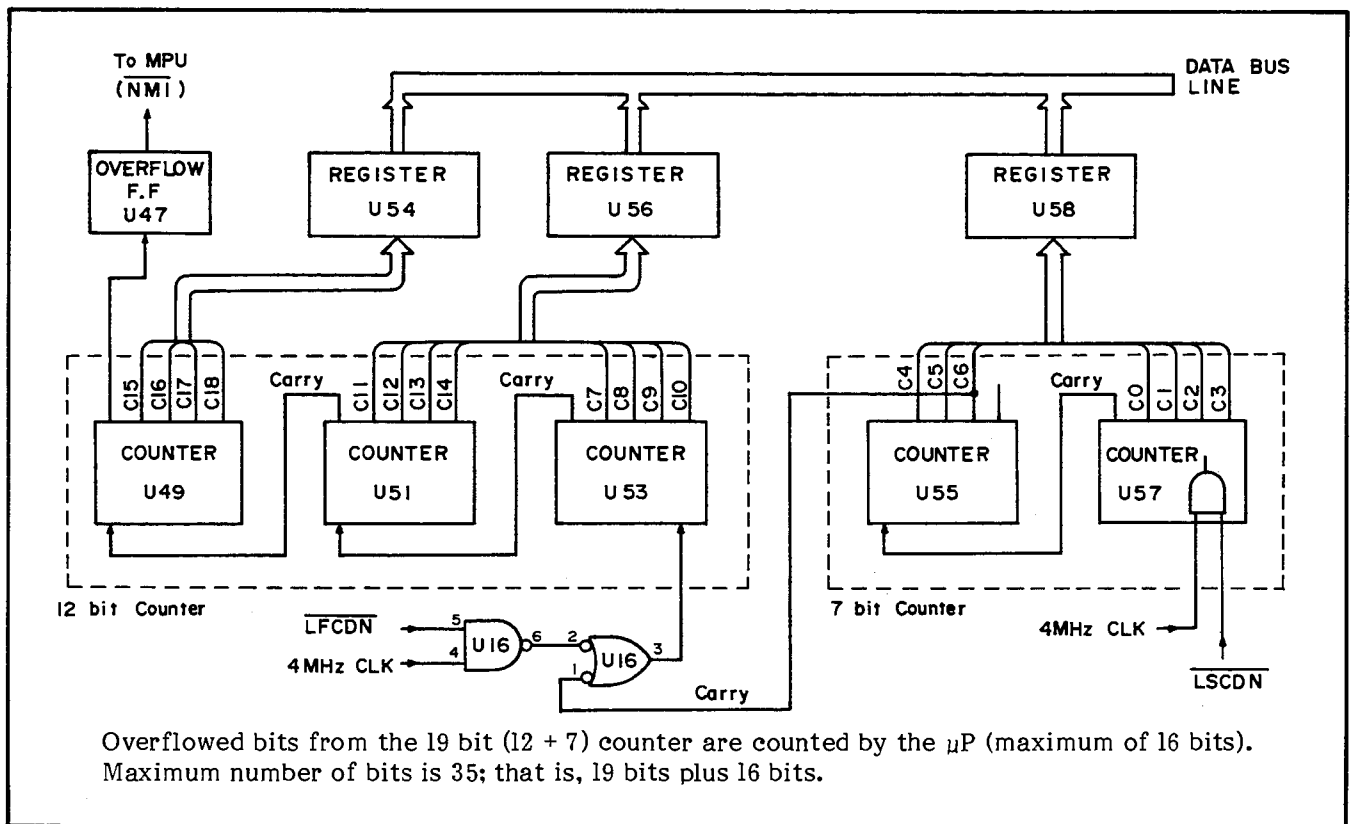 To MPU
(NMI)
DATA BUS
LINE
OVERFLOW
F.F
U47
REGISTER
U54
REGISTER
U56
REGISTER
U58
C15
C16
C17
C18
Carry
C11
C12
C13
C14
Carry
C7
C8
C9
C10
C4
C5
C6
Carry
C0
C1
C2
C3
COUNTER
U49
COUNTER
U51
COUNTER
U53
COUNTER
U55
COUNTER
U57
12 bit Counter
7 bit Counter
LFCDN
5
4
U16
6
2
1
U16
3
4MHz CLK
Carry
4MHz CLK
LSCDN
Overflowed bits from the 19 bit (12 + 7) counter are counted by the μP (maximum of 16 bits).
Maximum number of bits is 35; that is, 19 bits plus 16 bits.